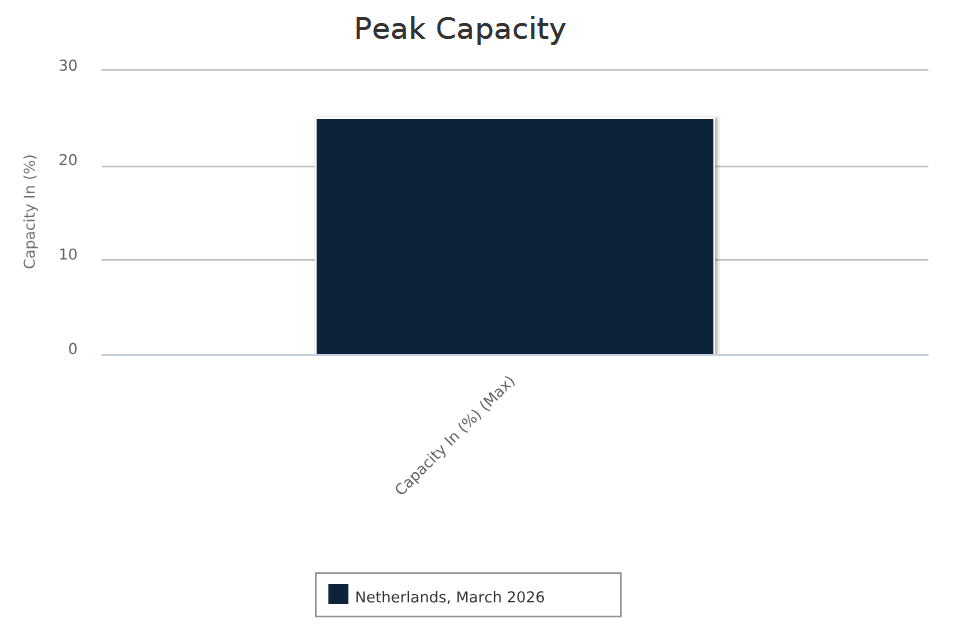 Peak Capacity
30
20
10
0
Capacity In (%)
Capacity In (%) (Max)
Netherlands, March 2026